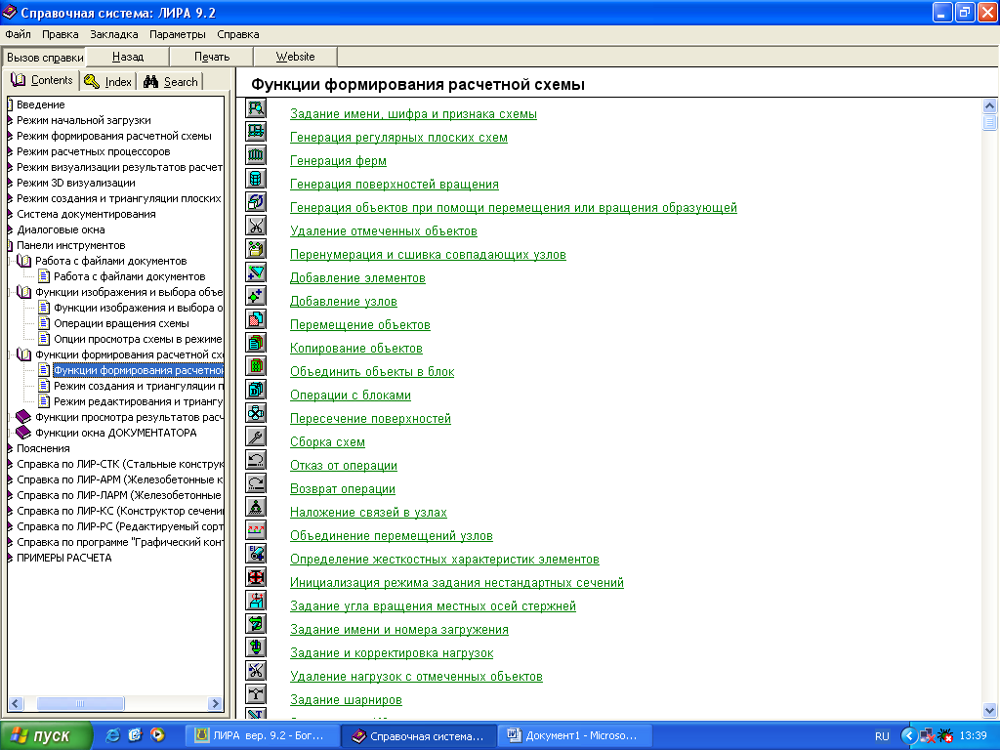 Справочная система: ЛИРА 9.2
Файл Правка Закладка Параметры Справка
Вызов справки Назад Печать Website
Contents Index Search
Введение
Режим начальной загрузки
Режим формирования расчетной схемы
Режим расчетных процессоров
Режим визуализации результатов расчет
Режим 3D визуализации
Режим создания и триангуляции плоских
Система документирования
Диалоговые окна
Панели инструментов
Работа с файлами документов
Работа с файлами документов
Функции изображения и выбора объе
Функции изображения и выбора о
Операции вращения схемы
Опции просмотра схемы в режиме
Функции формирования расчетной схе
Функции формирования расчетной
Режим создания и триангуляции п
Режим редактирования и триангу
Функции просмотра результатов расч
Функции окна ДОКУМЕНТАТОРА
Пояснения
Справка по ЛИР-СТК (Стальные конструк
Справка по ЛИР-АРМ (Железобетонные к
Справка по ЛИР-ЛАРМ (Железобетонные
Справка по ЛИР-КС (Конструктор сечени
Справка по ЛИР-РС (Редактируемый сорт
Справка по программе "Графический кон
ПРИМЕРЫ РАСЧЕТА
Функции формирования расчетной схемы
Задание имени, шифра и признака схемы
Генерация регулярных плоских схем
Генерация ферм
Генерация поверхностей вращения
Генерация объектов при помощи перемещения или вращения образующей
Удаление отмеченных объектов
Перенумерация и сшивка совпадающих узлов
Добавление элементов
Добавление узлов
Перемещение объектов
Копирование объектов
Объединить объекты в блок
Операции с блоками
Пересечение поверхностей
Сборка схем
Отказ от операции
Возврат операции
Наложение связей в узлах
Объединение перемещений узлов
Определение жесткостных характеристик элементов
Инициализация режима задания нестандартных сечений
Задание угла вращения местных осей стержней
Задание имени и номера загружения
Задание и корректировка нагрузок
Удаление нагрузок с отмеченных объектов
Задание шарниров
пуск ЛИРА вер. 9.2 - Бог... Справочная система... Документ1 - Microso... RU 13:39